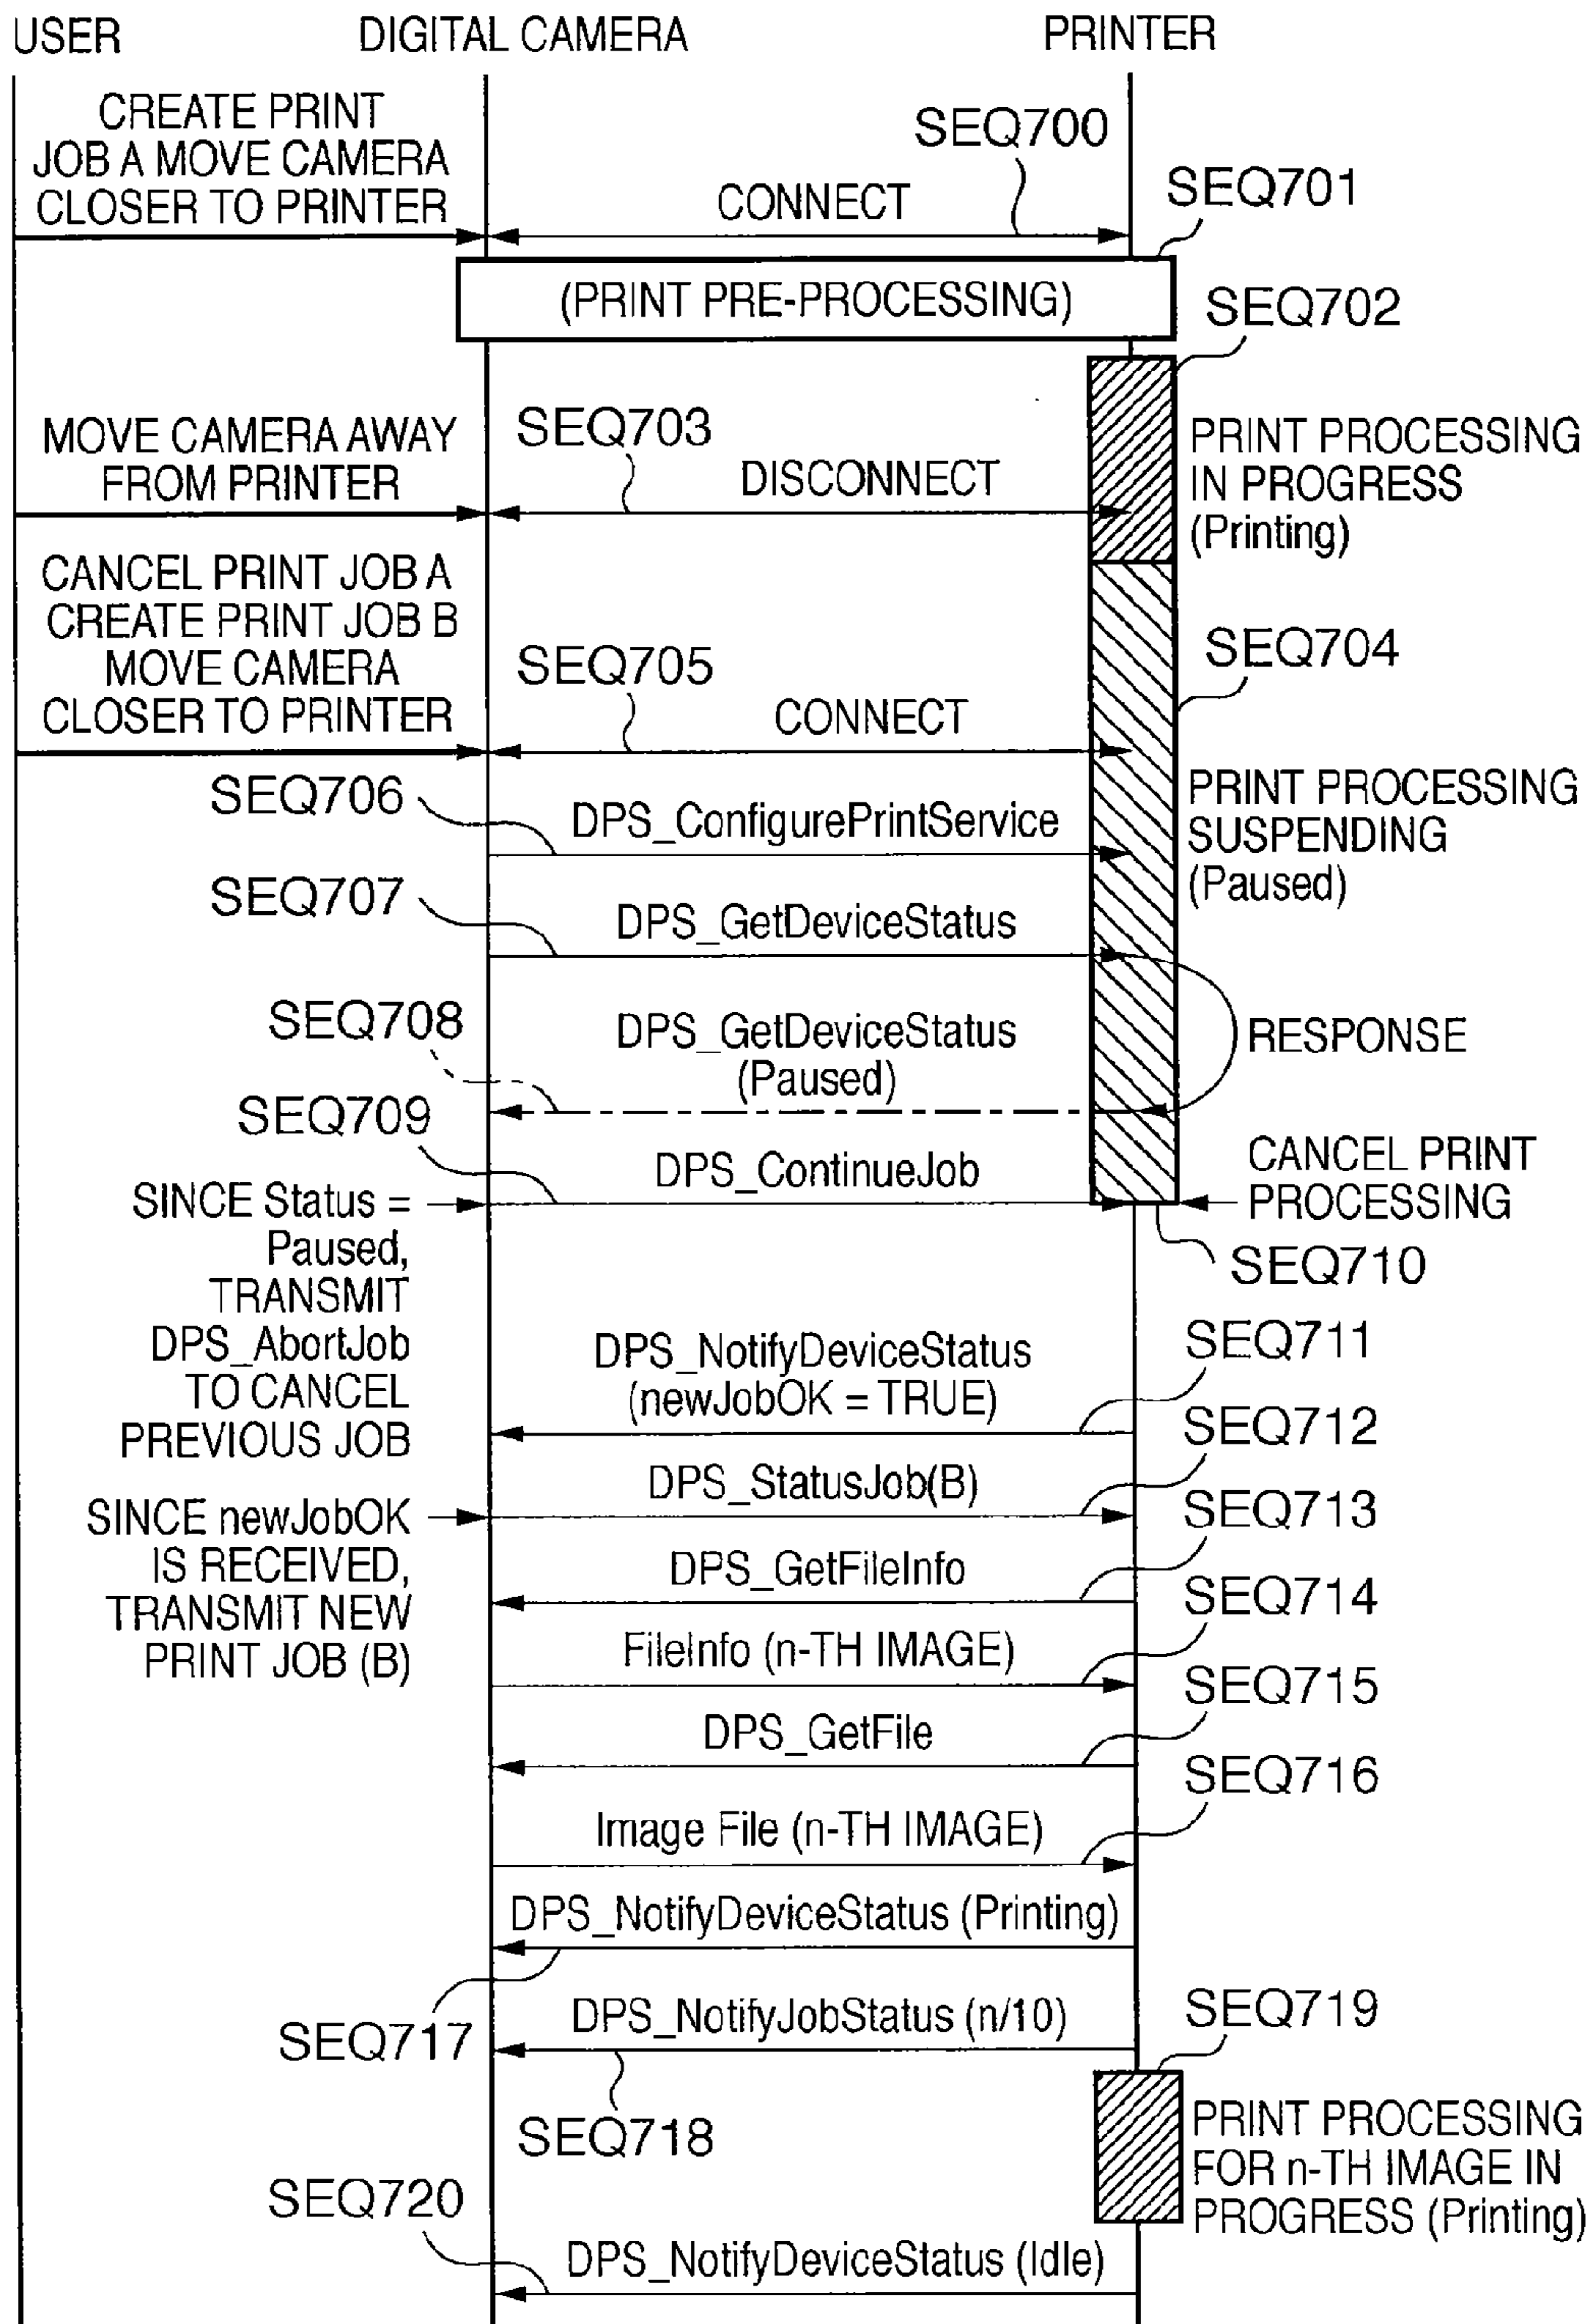 USER
DIGITAL CAMERA
PRINTER
CREATE PRINT
JOB A MOVE CAMERA
CLOSER TO PRINTER
SEQ700
CONNECT
SEQ701
(PRINT PRE-PROCESSING)
SEQ702
MOVE CAMERA AWAY
FROM PRINTER
SEQ703
DISCONNECT
PRINT PROCESSING
IN PROGRESS
(Printing)
CANCEL PRINT JOB A
CREATE PRINT JOB B
MOVE CAMERA
CLOSER TO PRINTER
SEQ704
SEQ705
CONNECT
SEQ706
DPS_ConfigurePrintService
PRINT PROCESSING
SUSPENDING
(Paused)
SEQ707
DPS_GetDeviceStatus
SEQ708
DPS_GetDeviceStatus
(Paused)
RESPONSE
SEQ709
DPS_ContinueJob
CANCEL PRINT
PROCESSING
SEQ710
SINCE Status =
Paused,
TRANSMIT
DPS_AbortJob
TO CANCEL
PREVIOUS JOB
DPS_NotifyDeviceStatus
(newJobOK = TRUE)
SEQ711
DPS_StatusJob(B)
SEQ712
SINCE newJobOK
IS RECEIVED,
TRANSMIT NEW
PRINT JOB (B)
DPS_GetFileInfo
SEQ713
FileInfo (n-TH IMAGE)
SEQ714
DPS_GetFile
SEQ715
Image File (n-TH IMAGE)
SEQ716
DPS_NotifyDeviceStatus (Printing)
SEQ717
DPS_NotifyJobStatus (n/10)
SEQ718
SEQ719
PRINT PROCESSING
FOR n-TH IMAGE IN
PROGRESS (Printing)
SEQ720
DPS_NotifyDeviceStatus (Idle)